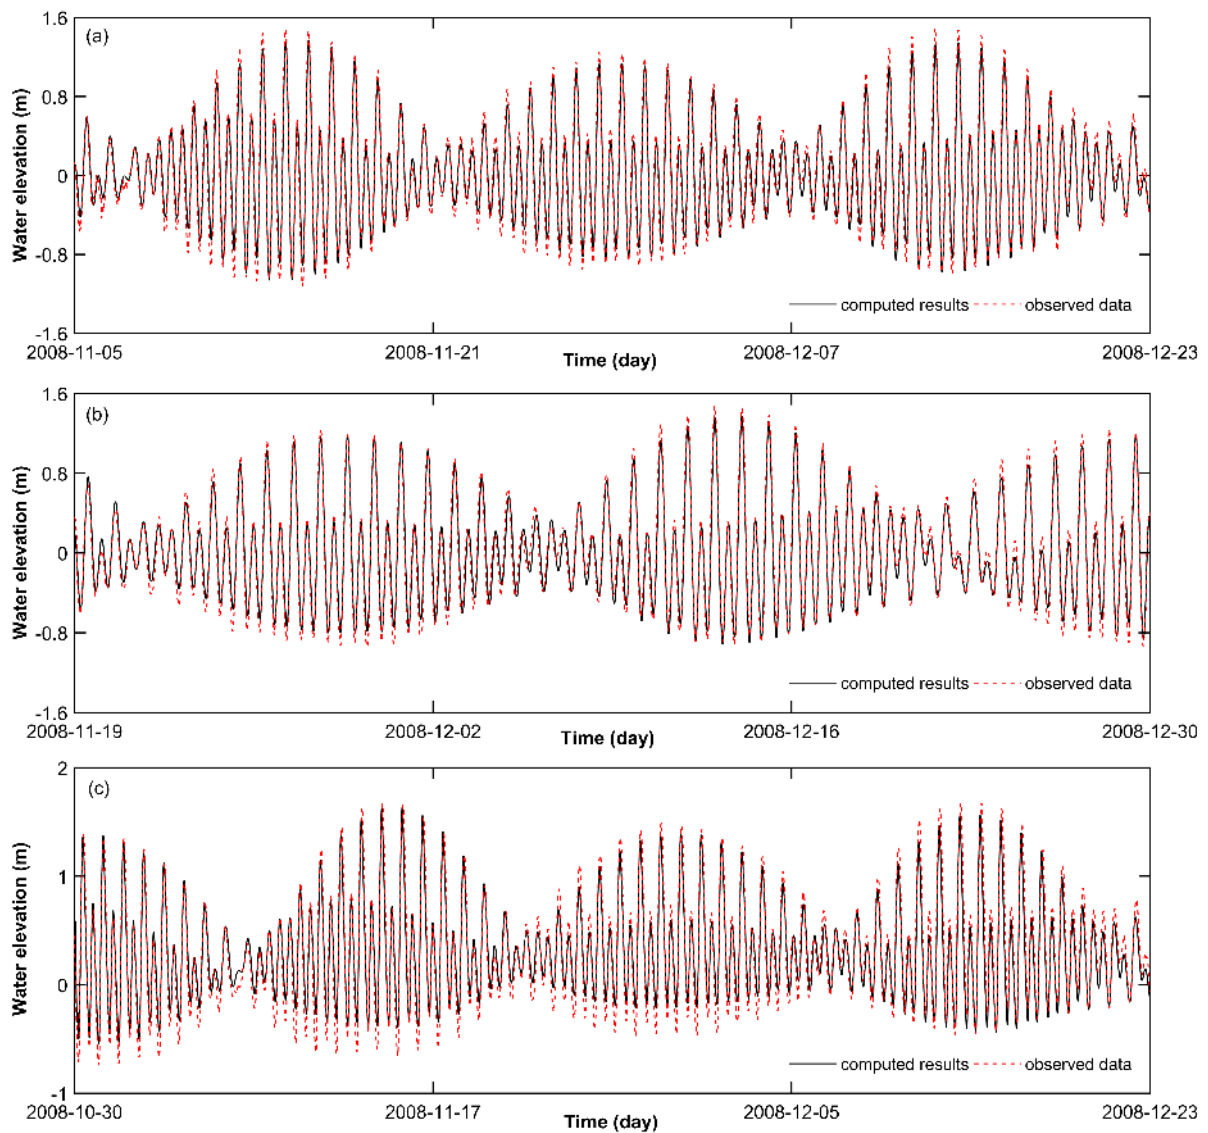 1.6
(a)
0.8
0
-0.8
-1.6
Water elevation (m)
computed results observed data
2008-11-05 2008-11-21 2008-12-07 2008-12-23
Time (day)
1.6
(b)
0.8
0
-0.8
-1.6
Water elevation (m)
computed results observed data
2008-11-19 2008-12-02 2008-12-16 2008-12-30
Time (day)
2
(c)
1
0
-1
Water elevation (m)
computed results observed data
2008-10-30 2008-11-17 2008-12-05 2008-12-23
Time (day)